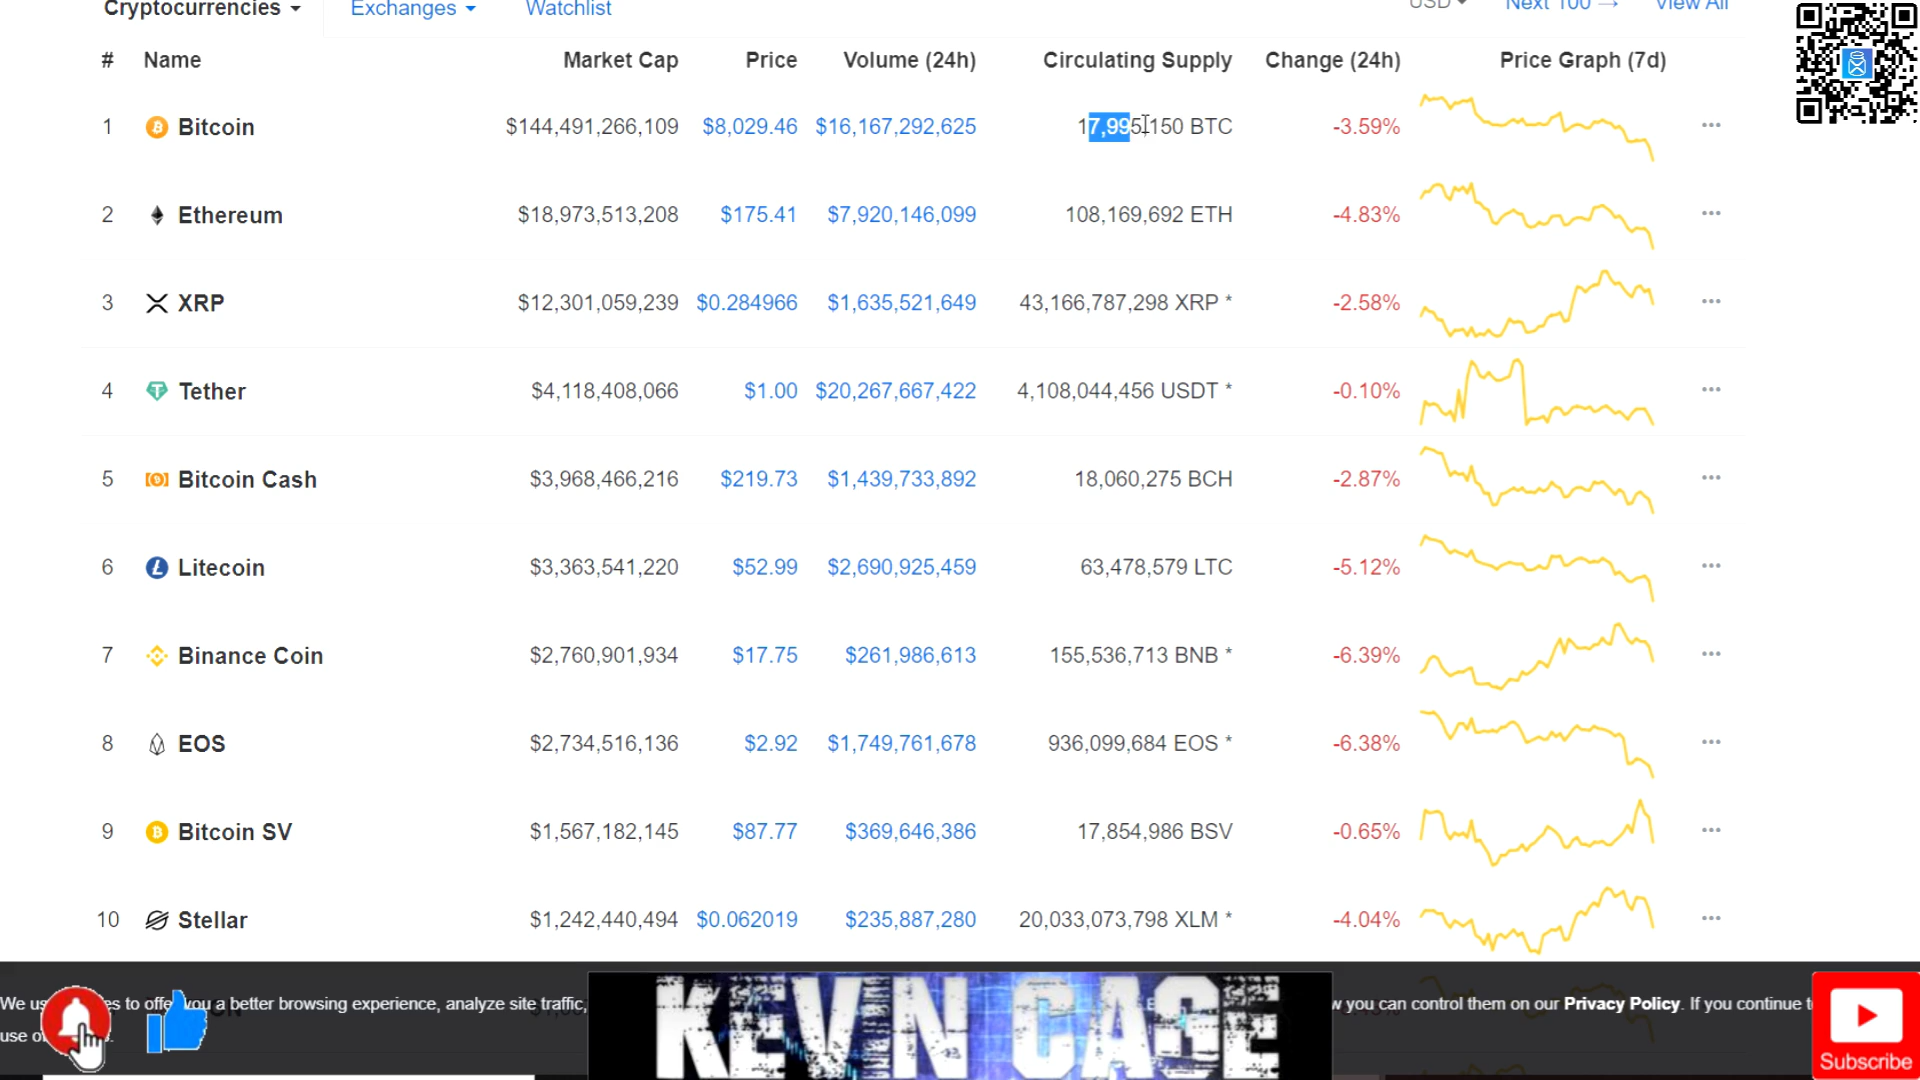 Cryptocurrencies Exchanges Watchlist USD Next 100 → View All
# Name Market Cap Price Volume (24h) Circulating Supply Change (24h) Price Graph (7d)
1 Bitcoin $144,491,266,109 $8,029.46 $16,167,292,625 17,995,150 BTC -3.59%
2 Ethereum $18,973,513,208 $175.41 $7,920,146,099 108,169,692 ETH -4.83%
3 XRP $12,301,059,239 $0.284966 $1,635,521,649 43,166,787,298 XRP * -2.58%
4 Tether $4,118,408,066 $1.00 $20,267,667,422 4,108,044,456 USDT * -0.10%
5 Bitcoin Cash $3,968,466,216 $219.73 $1,439,733,892 18,060,275 BCH -2.87%
6 Litecoin $3,363,541,220 $52.99 $2,690,925,459 63,478,579 LTC -5.12%
7 Binance Coin $2,760,901,934 $17.75 $261,986,613 155,536,713 BNB * -6.39%
8 EOS $2,734,516,136 $2.92 $1,749,761,678 936,099,684 EOS * -6.38%
9 Bitcoin SV $1,567,182,145 $87.77 $369,646,386 17,854,986 BSV -0.65%
10 Stellar $1,242,440,494 $0.062019 $235,887,280 20,033,073,798 XLM * -4.04%
We to you a better browsing experience, analyze site traffic, you can control them on our Privacy Policy. If you continue
use
KEVIN CAGE
Subscribe